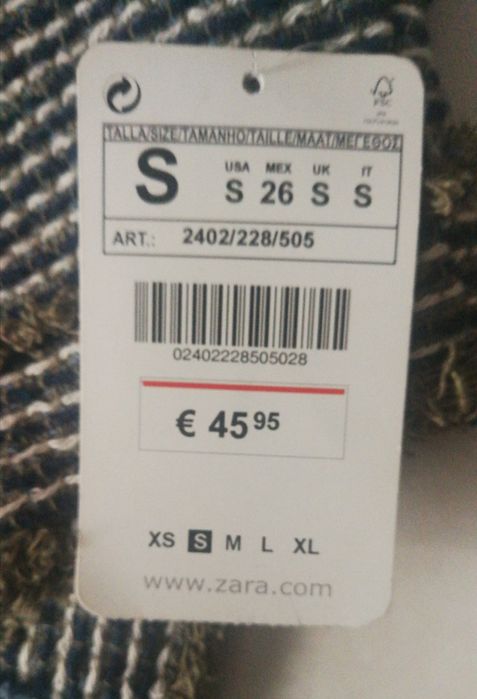 FSC
TALLA/SIZE/TAMANHO/TAILLE/MAAT/ΜΕΓΕΘΟΣ
S
USA MEX UK IT
S 26 S S
ART.: 2402/228/505
02402228505028
€ 45 95
XS S M L XL
www.zara.com